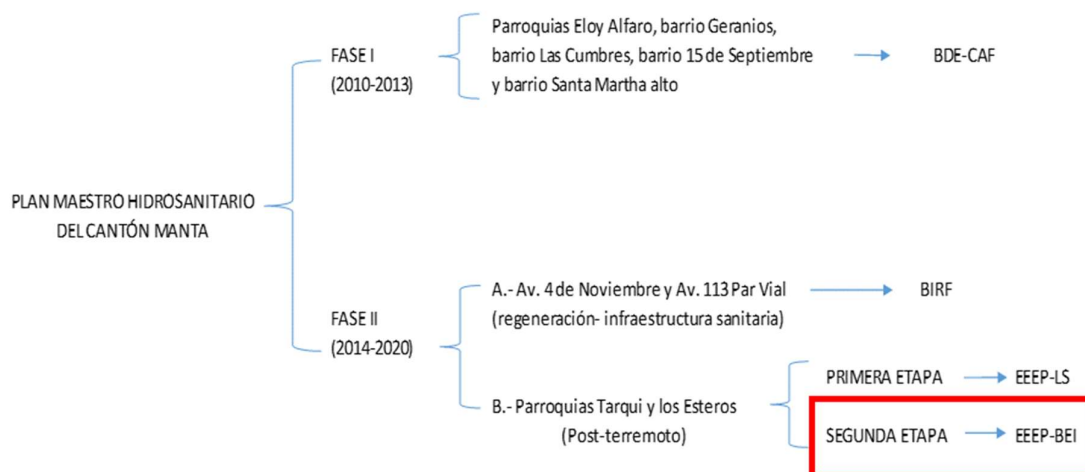 PLAN MAESTRO HIDROSANITARIO
DEL CANTÓN MANTA
FASE I
(2010-2013)
Parroquias Eloy Alfaro, barrio Geranios,
barrio Las Cumbres, barrio 15 de Septiembre
y barrio Santa Martha alto
BDE-CAF
FASE II
(2014-2020)
A.- Av. 4 de Noviembre y Av. 113 Par Vial
(regeneración- infraestructura sanitaria)
BIRF
B.- Parroquias Tarqui y los Esteros
(Post-terremoto)
PRIMERA ETAPA
EEEP-LS
SEGUNDA ETAPA
EEEP-BEI